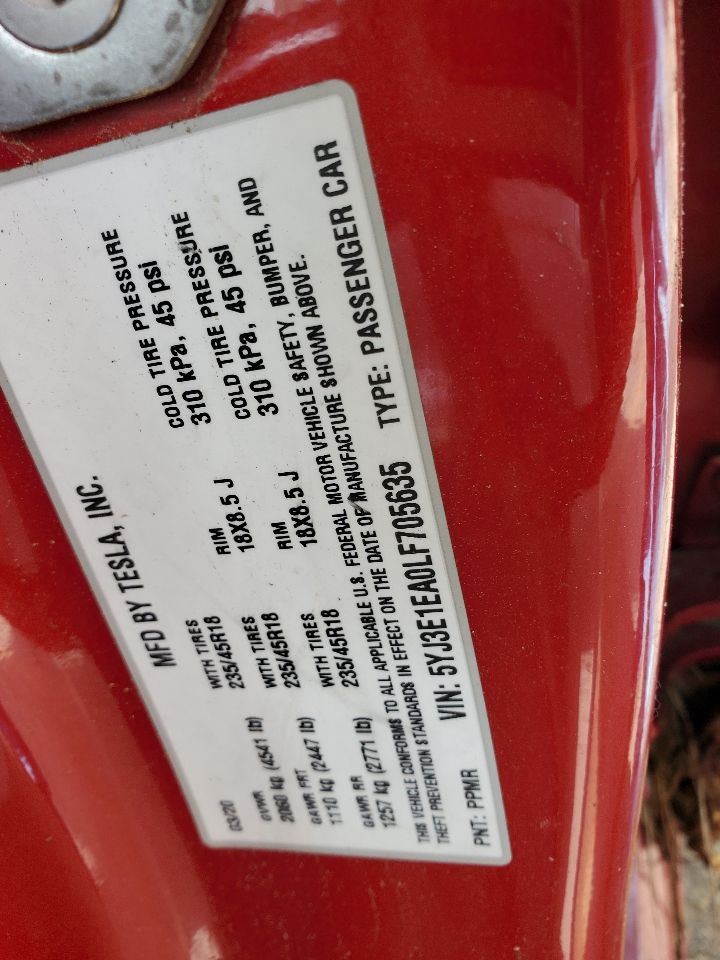 MFD BY TESLA, INC.
03/20
GVWR WITH TIRES RIM COLD TIRE PRESSURE
2060 kg (4541 lb) 235/45R18 18X8.5 J 310 kPa, 45 psi
GAWR FRT WITH TIRES RIM COLD TIRE PRESSURE
1110 kg (2447 lb) 235/45R18 18X8.5 J 310 kPa, 45 psi
GAWR RR WITH TIRES
1257 kg (2771 lb) 235/45R18
THIS VEHICLE CONFORMS TO ALL APPLICABLE U.S. FEDERAL MOTOR VEHICLE SAFETY, BUMPER, AND
THEFT PREVENTION STANDARDS IN EFFECT ON THE DATE OF MANUFACTURE SHOWN ABOVE.
PNT: PPMR VIN: 5YJ3E1EA0LF705635 TYPE: PASSENGER CAR